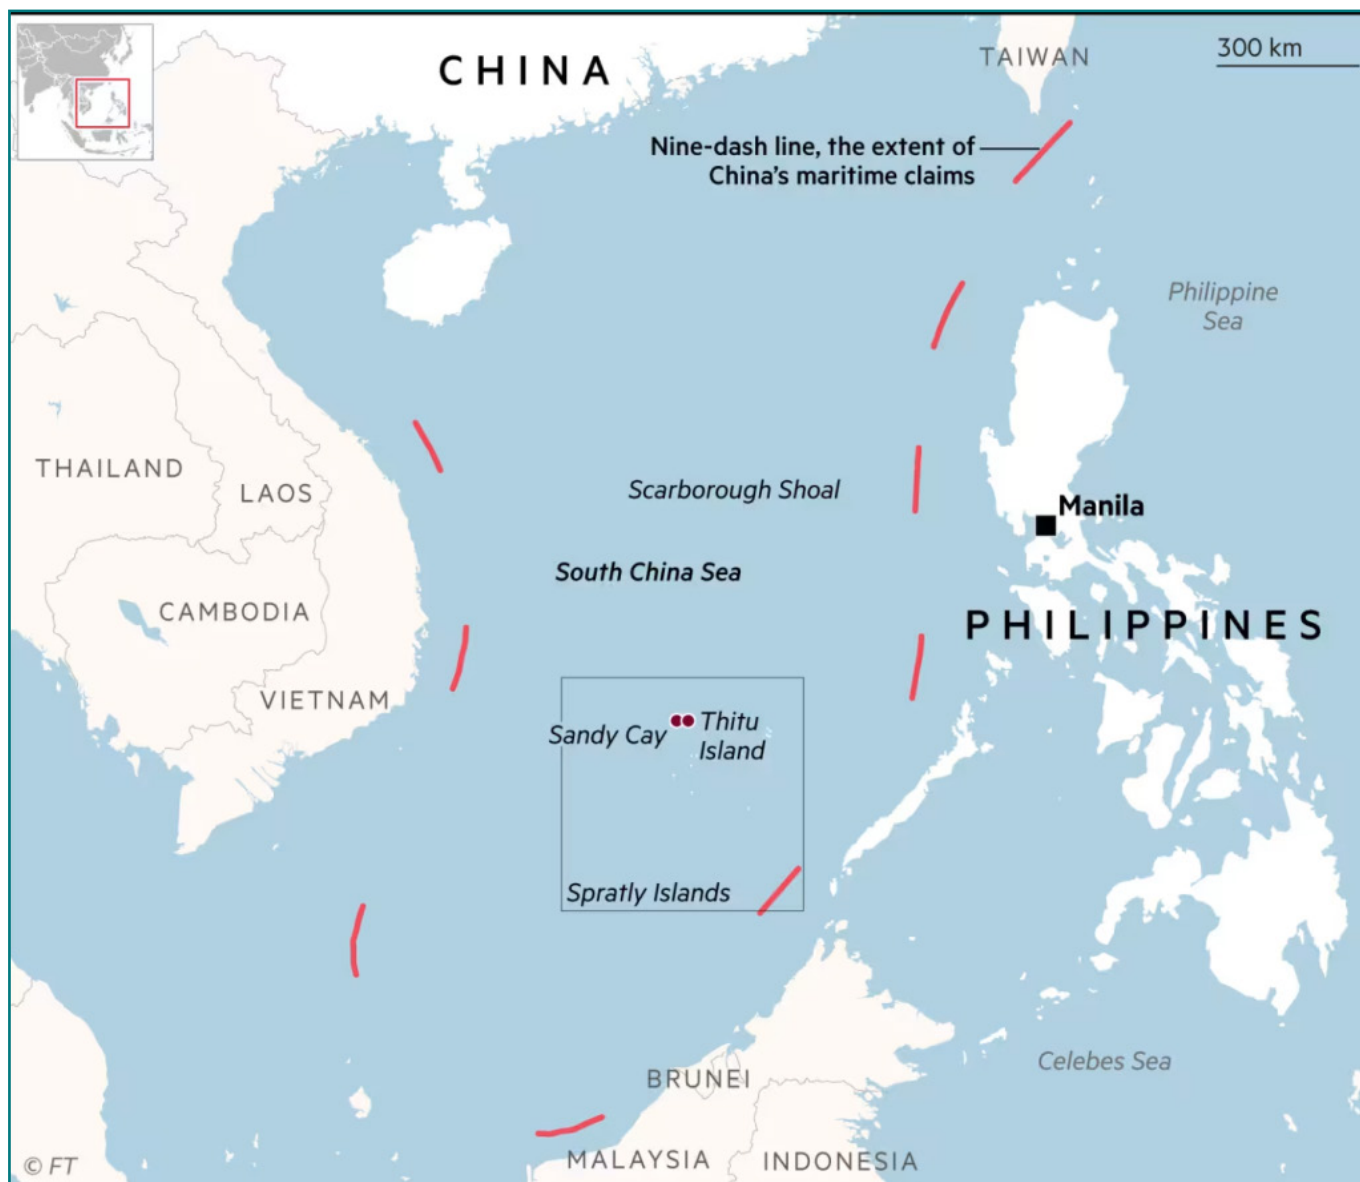 CHINA
TAIWAN
300 km
Nine-dash line, the extent of
China's maritime claims
Philippine
Sea
THAILAND
LAOS
Scarborough Shoal
Manila
South China Sea
CAMBODIA
PHILIPPINES
VIETNAM
Sandy Cay
Thitu
Island
Spratly Islands
Celebes Sea
BRUNEI
MALAYSIA
INDONESIA
© FT